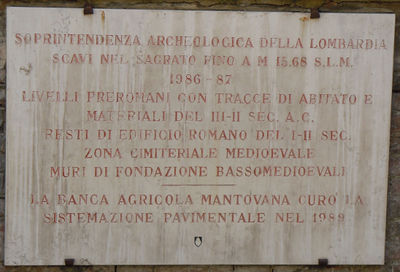 SOPRINTENDENZA ARCHEOLOGICA DELLA LOMBARDIA
SCAVI NEL SAGRATO FINO A M 15.68 S.L.M.
1986-87
LIVELLI PREROMANI CON TRACCE DI ABITATO E
MATERIALI DEL III-II SEC. A.C.
RESTI DI EDIFICIO ROMANO DEL I-II SEC.
ZONA CIMITERIALE MEDIOEVALE
MURI DI FONDAZIONE BASSOMEDIOEVALI
LA BANCA AGRICOLA MANTOVANA CURÒ LA
SISTEMAZIONE PAVIMENTALE NEL 1989